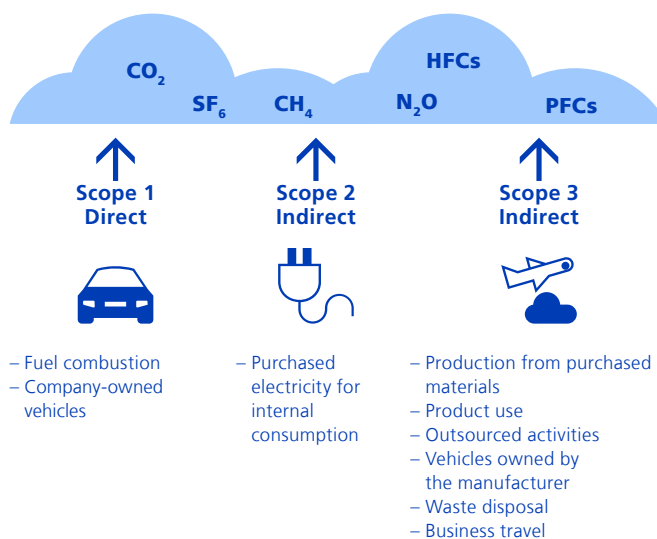 CO₂
HFCs
SF₆
CH₄
N₂O
PFCs
Scope 1
Direct
Scope 2
Indirect
Scope 3
Indirect
– Fuel combustion
– Company-owned
vehicles
– Purchased
electricity for
internal
consumption
– Production from purchased
materials
– Product use
– Outsourced activities
– Vehicles owned by
the manufacturer
– Waste disposal
– Business travel